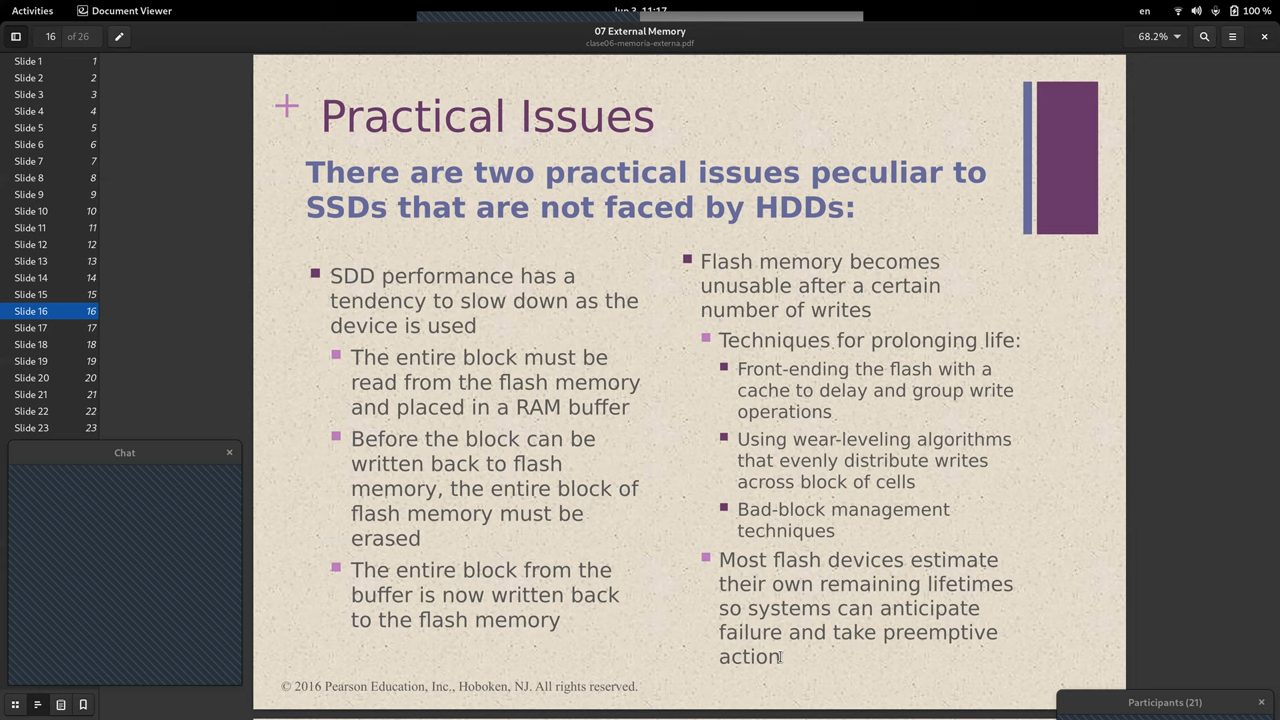 Activities
Document Viewer
Jun 3, 11:17
en
100 %
16 of 26
07 External Memory
clase06-memoria-externa.pdf
68.2%
Slide 1 1
Slide 2 2
Slide 3 3
Slide 4 4
Slide 5 5
Slide 6 6
Slide 7 7
Slide 8 8
Slide 9 9
Slide 10 10
Slide 11 11
Slide 12 12
Slide 13 13
Slide 14 14
Slide 15 15
Slide 16 16
Slide 17 17
Slide 18 18
Slide 19 19
Slide 20 20
Slide 21 21
Slide 22 22
Slide 23 23
Chat
+ Practical Issues
There are two practical issues peculiar to
SSDs that are not faced by HDDs:
SDD performance has a
tendency to slow down as the
device is used
The entire block must be
read from the flash memory
and placed in a RAM buffer
Before the block can be
written back to flash
memory, the entire block of
flash memory must be
erased
The entire block from the
buffer is now written back
to the flash memory
Flash memory becomes
unusable after a certain
number of writes
Techniques for prolonging life:
Front-ending the flash with a
cache to delay and group write
operations
Using wear-leveling algorithms
that evenly distribute writes
across block of cells
Bad-block management
techniques
Most flash devices estimate
their own remaining lifetimes
so systems can anticipate
failure and take preemptive
action
© 2016 Pearson Education, Inc., Hoboken, NJ. All rights reserved.
Participants (21)